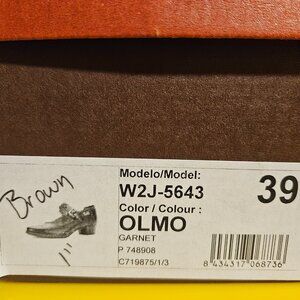 Brown
1"
Modelo/Model:
W2J-5643
39
Color / Colour :
OLMO
GARNET
P 748908
C719875/1/3
8 434317 068736